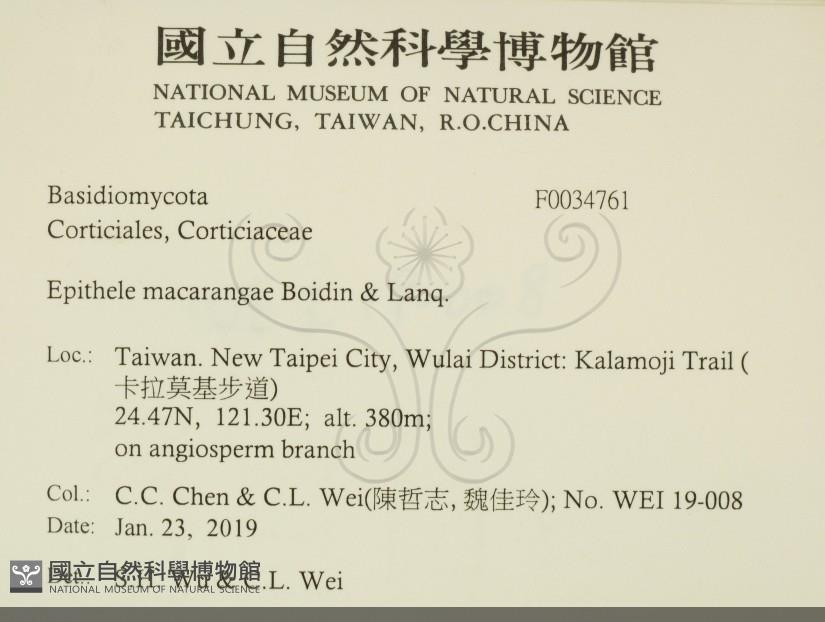 國立自然科學博物館
NATIONAL MUSEUM OF NATURAL SCIENCE
TAICHUNG, TAIWAN, R.O.CHINA
Basidiomycota F0034761
Corticiales, Corticiaceae
Epithele macarangae Boidin & Lanq.
Loc.: Taiwan. New Taipei City, Wulai District: Kalamoji Trail (
卡拉莫基步道)
24.47N, 121.30E; alt. 380m;
on angiosperm branch
Col.: C.C. Chen & C.L. Wei(陳哲志, 魏佳玲); No. WEI 19-008
Date: Jan. 23, 2019
Det.: S.H. Wu & C.L. Wei
國立自然科學博物館
NATIONAL MUSEUM OF NATURAL SCIENCE